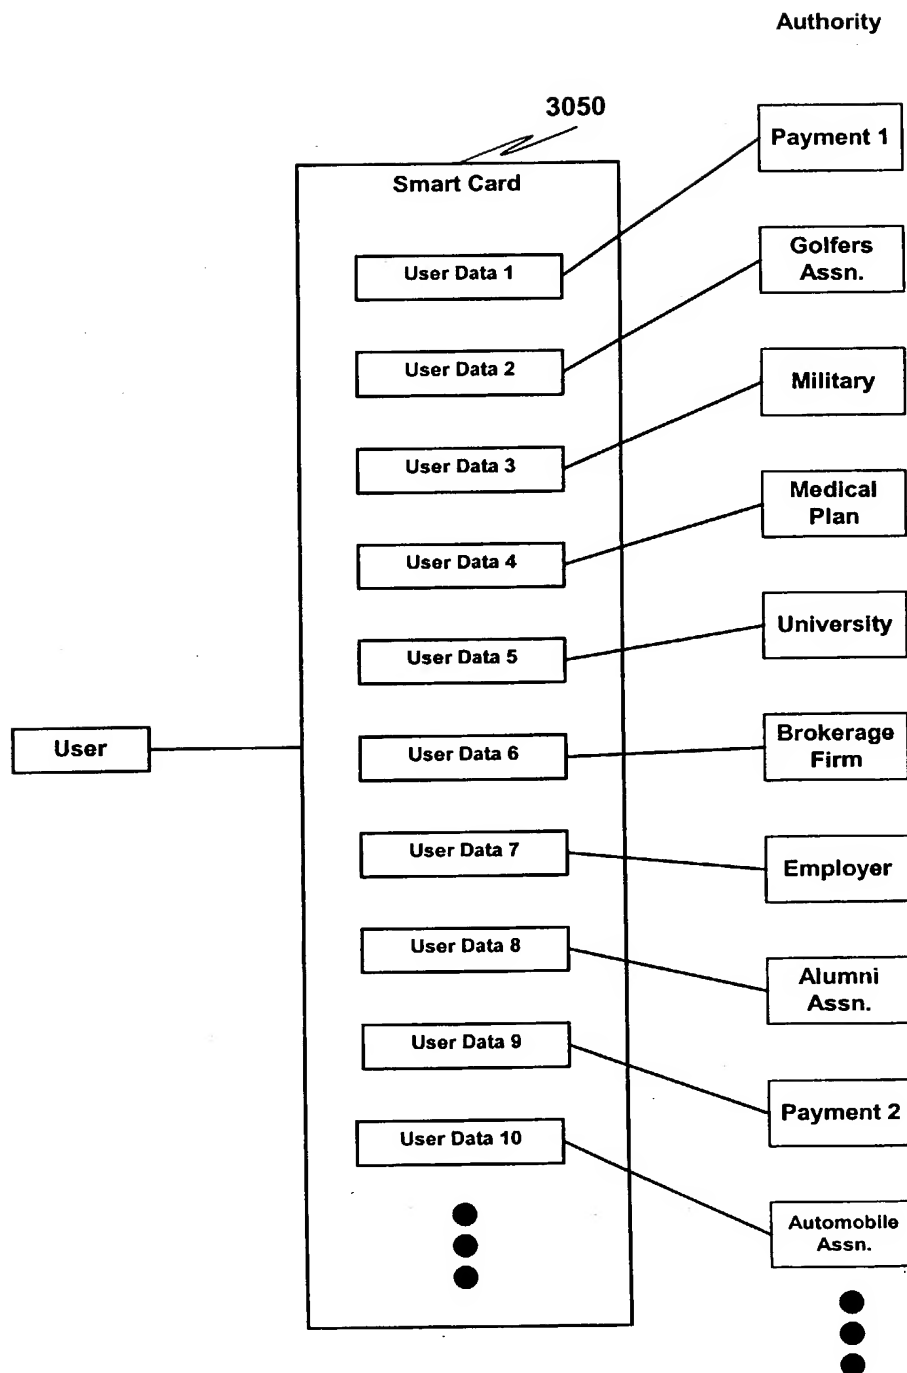 Authority
3050
Smart Card
User
User Data 1
User Data 2
User Data 3
User Data 4
User Data 5
User Data 6
User Data 7
User Data 8
User Data 9
User Data 10
Payment 1
Golfers
Assn.
Military
Medical
Plan
University
Brokerage
Firm
Employer
Alumni
Assn.
Payment 2
Automobile
Assn.